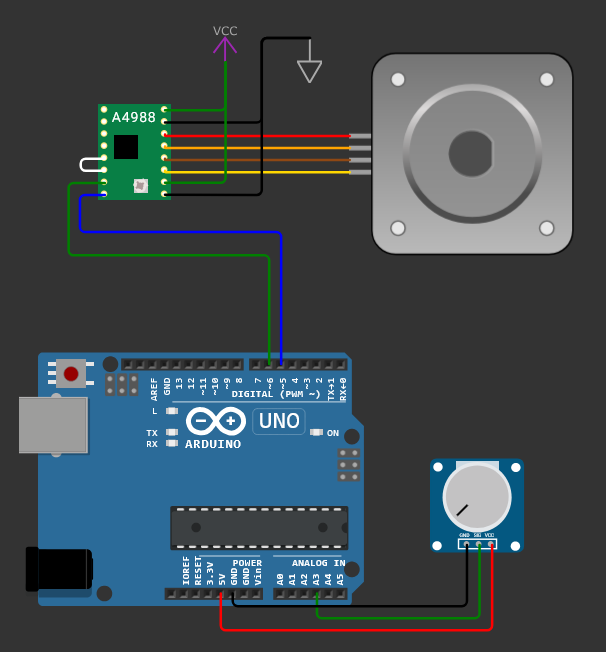 VCC
A4988
AREF
GND
13
12
~11
~10
~9
8
7
~6
~5
4
~3
2
TX→1
RX←0
DIGITAL (PWM ~)
L
TX
RX
UNO
ON
ARDUINO
GND SIG VCC
POWER
ANALOG IN
IOREF
RESET
3.3V
5V
GND
GND
Vin
A0
A1
A2
A3
A4
A5